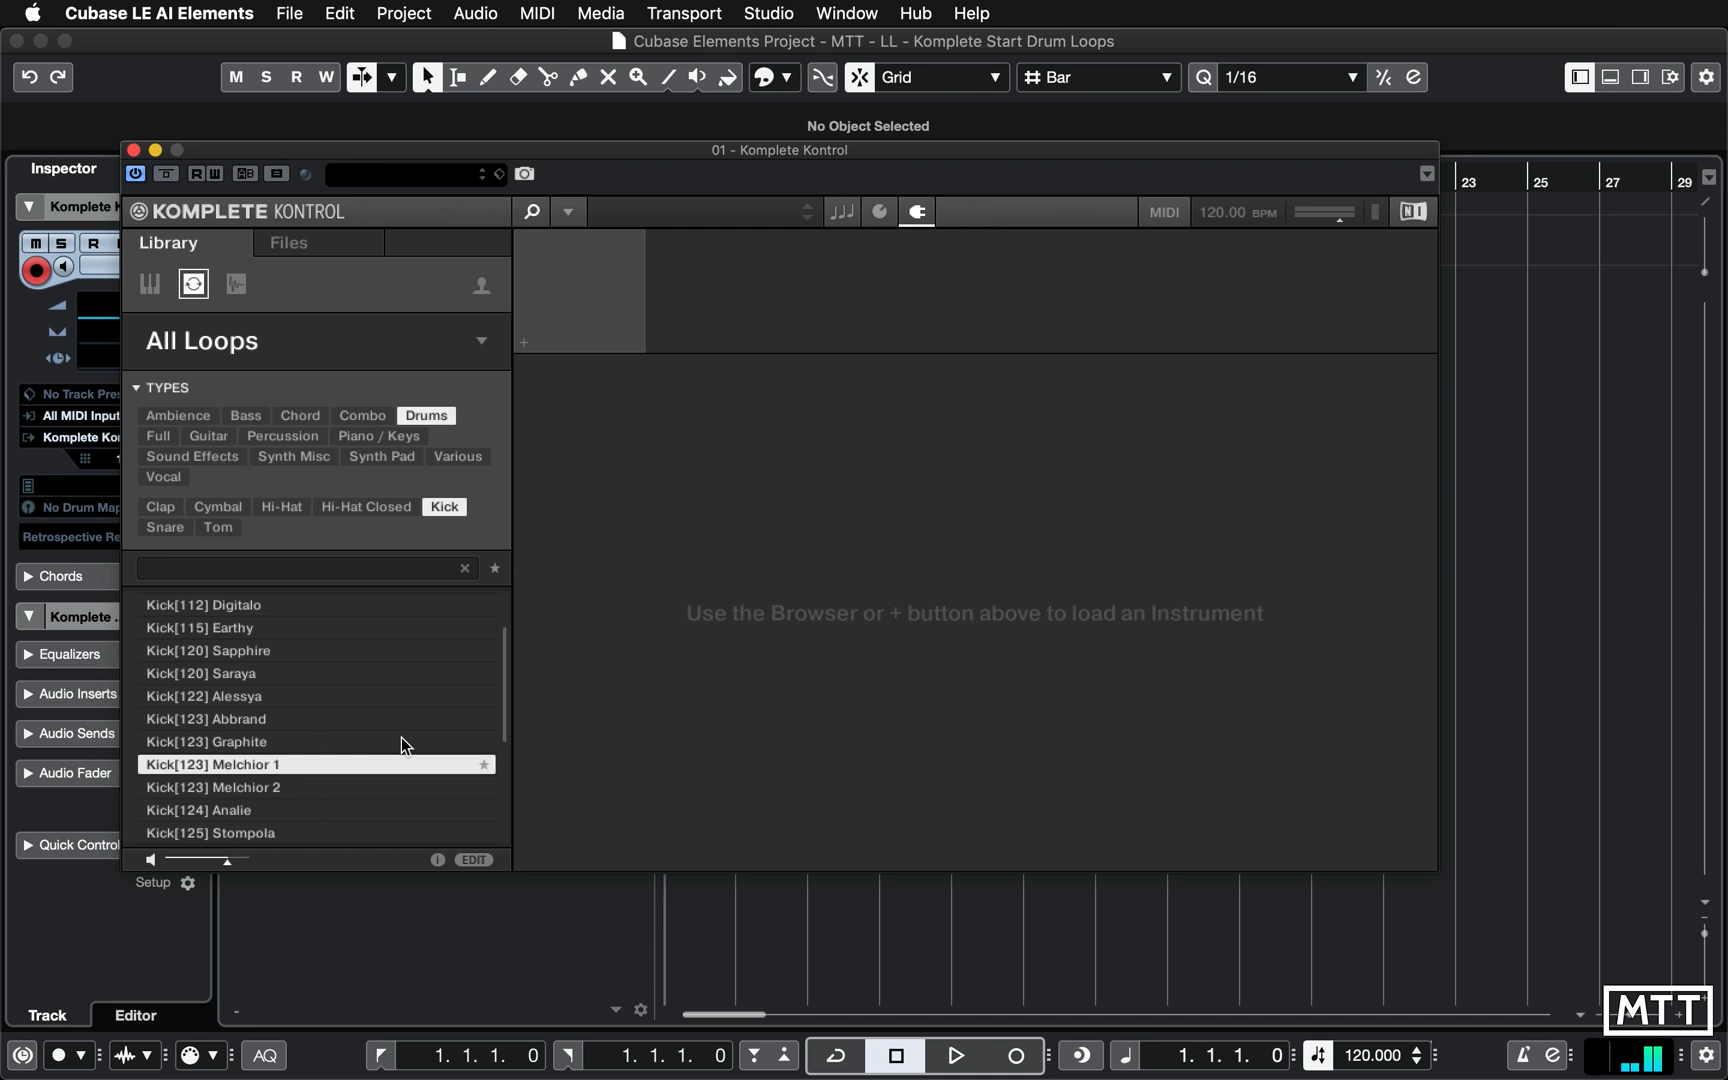 Cubase LE AI Elements File Edit Project Audio MIDI Media Transport Studio Window Hub Help
Cubase Elements Project - MTT - LL - Komplete Start Drum Loops
M S R W Grid Bar Q 1/16
No Object Selected
01 - Komplete Kontrol
Inspector
23 25 27 29
KOMPLETE KONTROL MIDI 120.00 BPM
Library Files
M S R
All Loops
TYPES
Ambience Bass Chord Combo Drums
No Track Pre
All MIDI Input
Full Guitar Percussion Piano / Keys
Komplete Ko
Sound Effects Synth Misc Synth Pad Various
Vocal
Clap Cymbal Hi-Hat Hi-Hat Closed Kick
No Drum Map
Snare Tom
Retrospective Re
Chords
Kick[112] Digitalo
Komplete .
Kick[115] Earthy
Use the Browser or + button above to load an Instrument
Kick[120] Sapphire
Equalizers
Kick[120] Saraya
Audio Inserts
Kick[122] Alessya
Kick[123] Abbrand
Audio Sends
Kick[123] Graphite
Kick[123] Melchior 1
Audio Fader
Kick[123] Melchior 2
Kick[124] Analie
Kick[125] Stompola
Quick Control
EDIT
Setup
Track Editor
MTT
AQ 1. 1. 1. 0 1. 1. 1. 0 1. 1. 1. 0 120.000